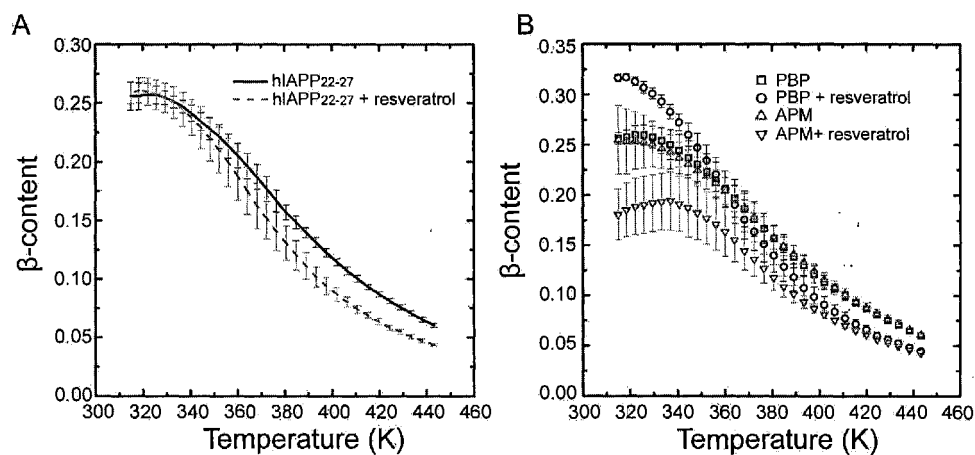 A
0.30
0.25
0.20
0.15
0.10
0.05
0.00
β-content
hIAPP22-27
hIAPP22-27 + resveratrol
300 320 340 360 380 400 420 440 460
Temperature (K)
B
0.35
0.30
0.25
0.20
0.15
0.10
0.05
0.00
β-content
PBP
PBP + resveratrol
APM
APM+ resveratrol
300 320 340 360 380 400 420 440 460
Temperature (K)